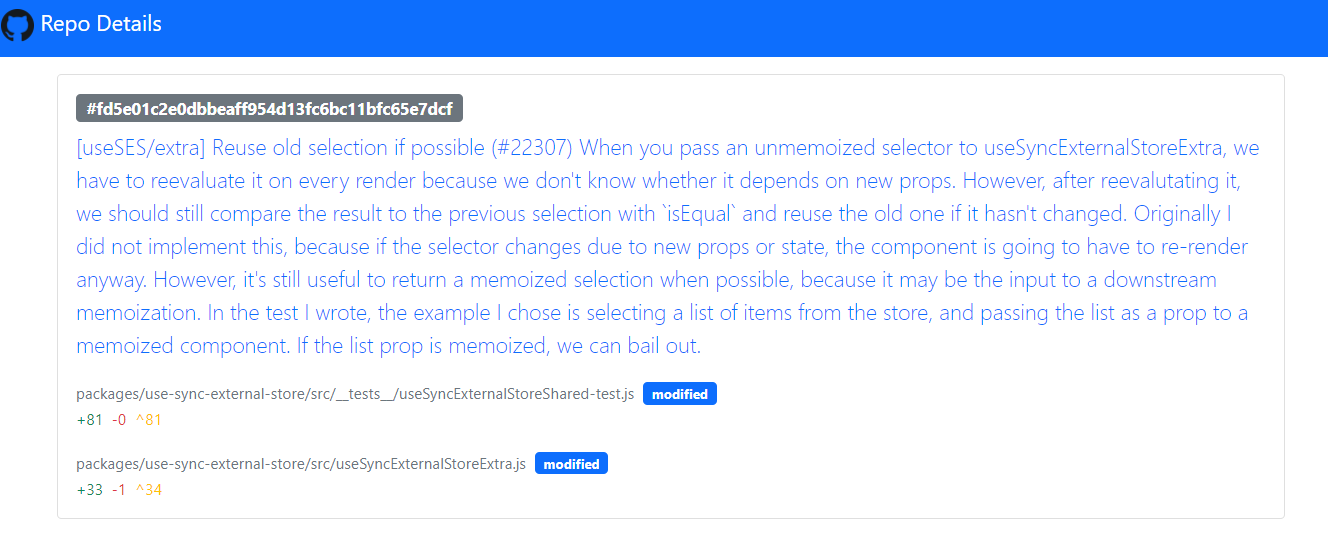 Repo Details
#fd5e01c2e0dbbeaff954d13fc6bc11bfc65e7dcf
[useSES/extra] Reuse old selection if possible (#22307) When you pass an unmemoized selector to useSyncExternalStoreExtra, we
have to reevaluate it on every render because we don't know whether it depends on new props. However, after reevalutating it,
we should still compare the result to the previous selection with `isEqual` and reuse the old one if it hasn't changed. Originally I
did not implement this, because if the selector changes due to new props or state, the component is going to have to re-render
anyway. However, it's still useful to return a memoized selection when possible, because it may be the input to a downstream
memoization. In the test I wrote, the example I chose is selecting a list of items from the store, and passing the list as a prop to a
memoized component. If the list prop is memoized, we can bail out.
packages/use-sync-external-store/src/__tests__/useSyncExternalStoreShared-test.js modified
+81 -0 ^81
packages/use-sync-external-store/src/useSyncExternalStoreExtra.js modified
+33 -1 ^34